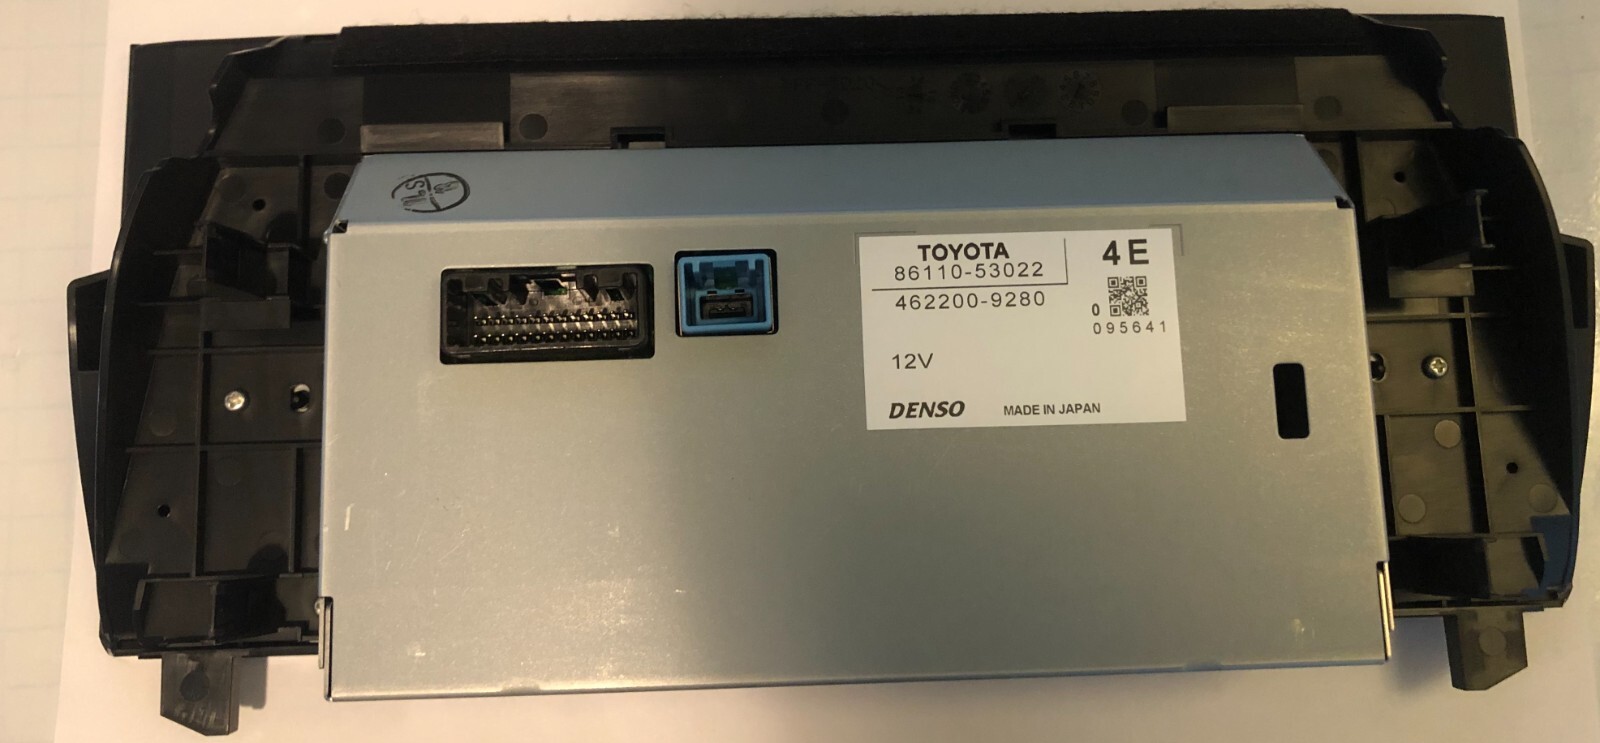 TOYOTA
86110-53022
4E
462200-9280
0
095641
12V
DENSO
MADE IN JAPAN